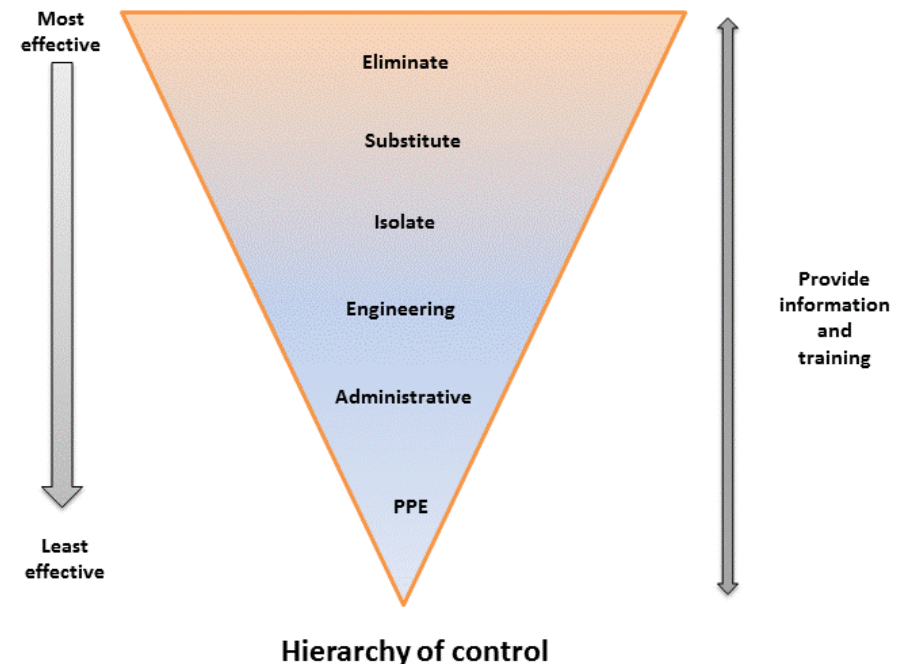 Most
effective
Eliminate
Substitute
Isolate
Engineering
Administrative
PPE
Least
effective
Provide
information
and
training
Hierarchy of control